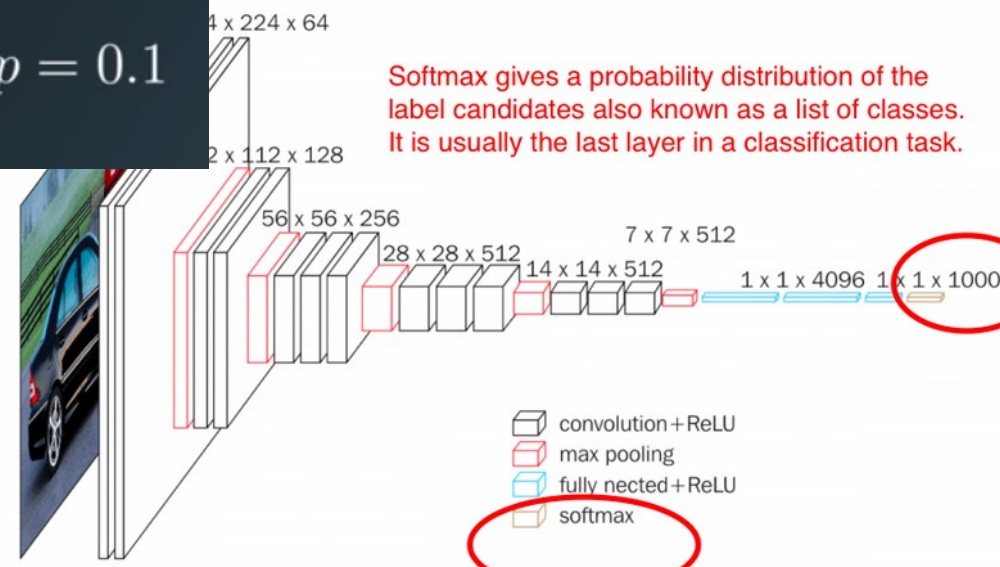 p = 0.1
4 x 224 x 64
Softmax gives a probability distribution of the
label candidates also known as a list of classes.
It is usually the last layer in a classification task.
2 x 112 x 128
56 x 56 x 256
28 x 28 x 512
14 x 14 x 512
7 x 7 x 512
1 x 1 x 4096
1 x 1 x 1000
convolution+ReLU
max pooling
fully nected+ReLU
softmax